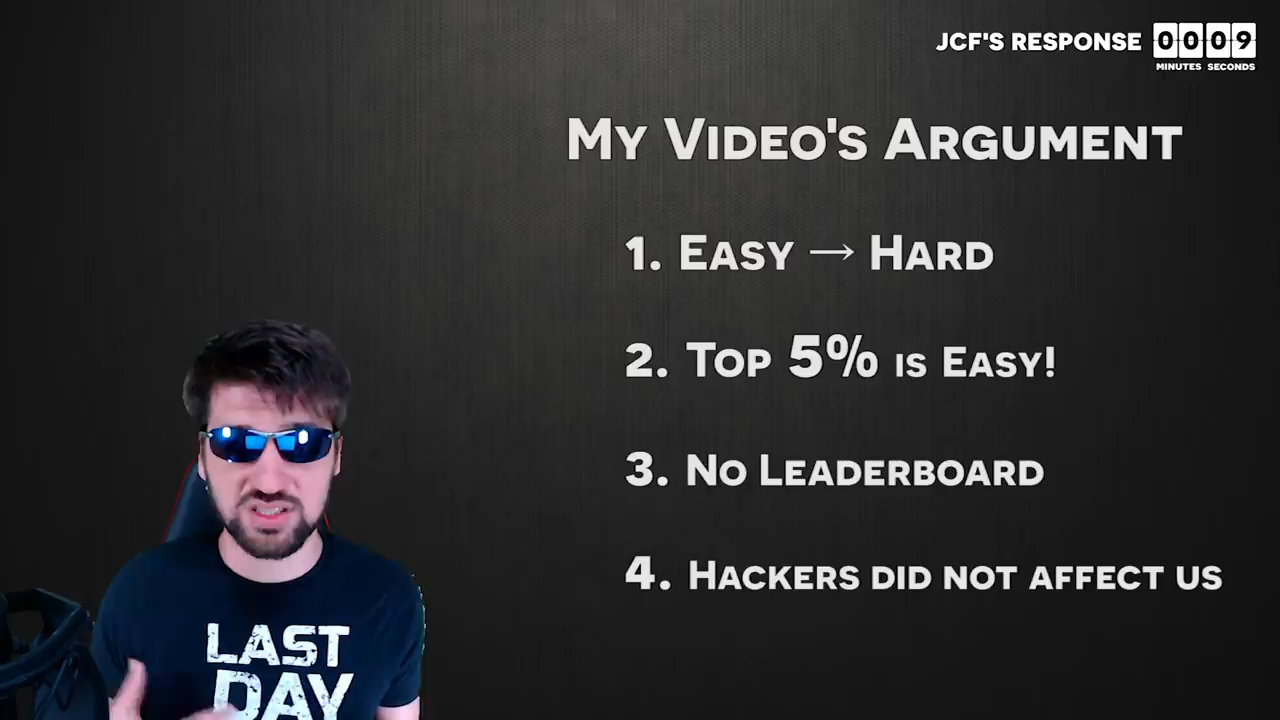 JCF'S RESPONSE 0009
MINUTES SECONDS
MY VIDEO'S ARGUMENT
1. EASY → HARD
2. TOP 5% IS EASY!
3. NO LEADERBOARD
4. HACKERS DID NOT AFFECT US
LAST
DAY